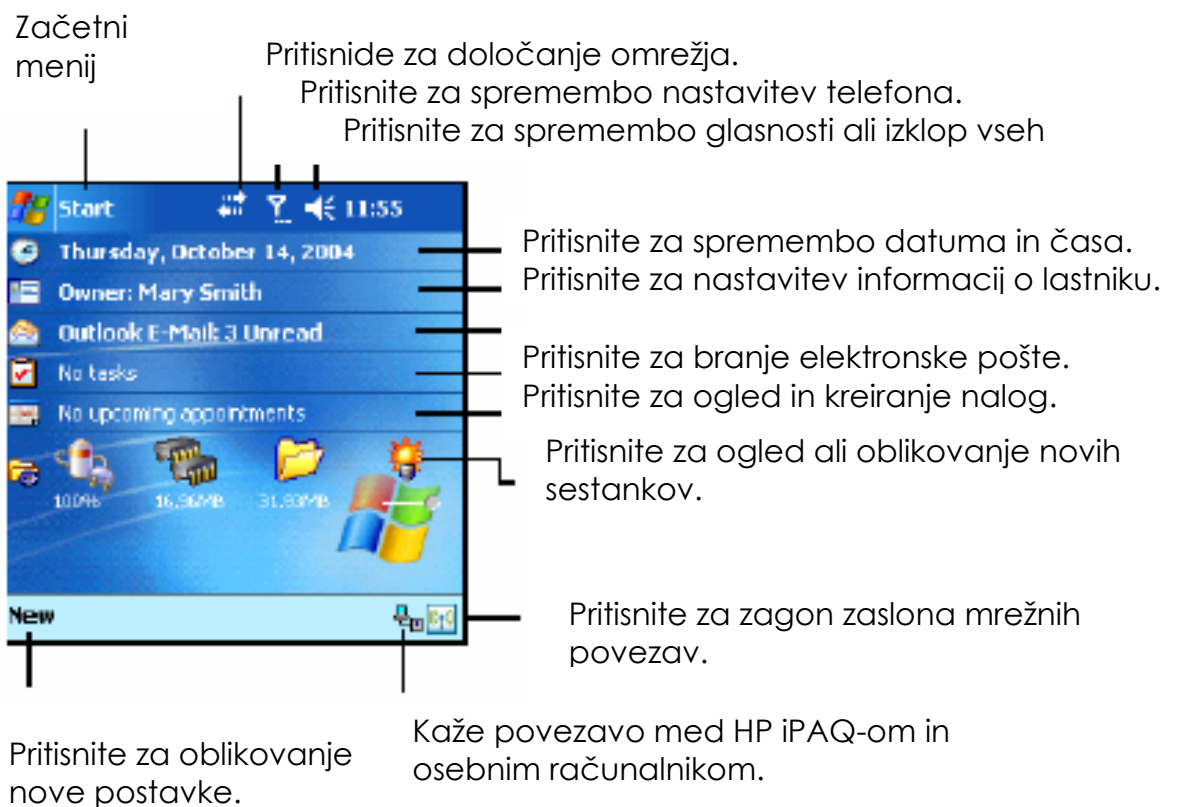 Začetni
menij
Pritisnide za določanje omrežja.
Pritisnite za spremembo nastavitev telefona.
Pritisnite za spremembo glasnosti ali izklop vseh
Start 11:55
Thursday, October 14, 2004
Owner: Mary Smith
Outlook E-Mail: 3 Unread
No tasks
No upcoming appointments
100% 16,96MB 31,93MB
New
Pritisnite za spremembo datuma in časa.
Pritisnite za nastavitev informacij o lastniku.
Pritisnite za branje elektronske pošte.
Pritisnite za ogled in kreiranje nalog.
Pritisnite za ogled ali oblikovanje novih
sestankov.
Pritisnite za zagon zaslona mrežnih
povezav.
Kaže povezavo med HP iPAQ-om in
osebnim računalnikom.
Pritisnite za oblikovanje
nove postavke.